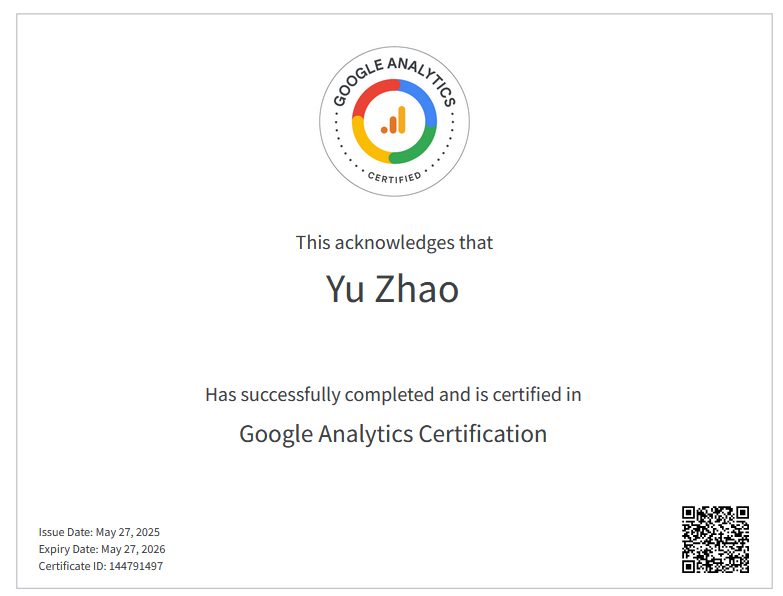 GOOGLE ANALYTICS
CERTIFIED
This acknowledges that
Yu Zhao
Has successfully completed and is certified in
Google Analytics Certification
Issue Date: May 27, 2025
Expiry Date: May 27, 2026
Certificate ID: 144791497